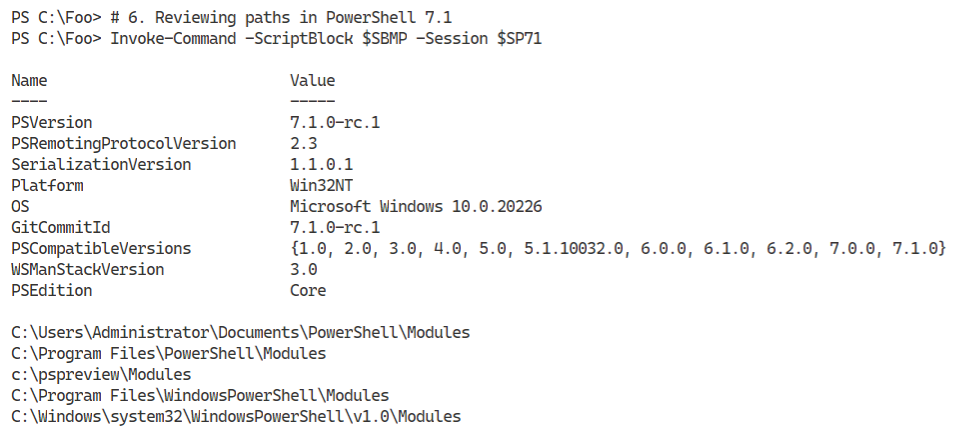 PS C:\Foo> # 6. Reviewing paths in PowerShell 7.1
PS C:\Foo> Invoke-Command -ScriptBlock $SBMP -Session $SP71
Name Value
---- -----
PSVersion 7.1.0-rc.1
PSRemotingProtocolVersion 2.3
SerializationVersion 1.1.0.1
Platform Win32NT
OS Microsoft Windows 10.0.20226
GitCommitId 7.1.0-rc.1
PSCompatibleVersions {1.0, 2.0, 3.0, 4.0, 5.0, 5.1.10032.0, 6.0.0, 6.1.0, 6.2.0, 7.0.0, 7.1.0}
WSManStackVersion 3.0
PSEdition Core
C:\Users\Administrator\Documents\PowerShell\Modules
C:\Program Files\PowerShell\Modules
c:\pspreview\Modules
C:\Program Files\WindowsPowerShell\Modules
C:\Windows\system32\WindowsPowerShell\v1.0\Modules